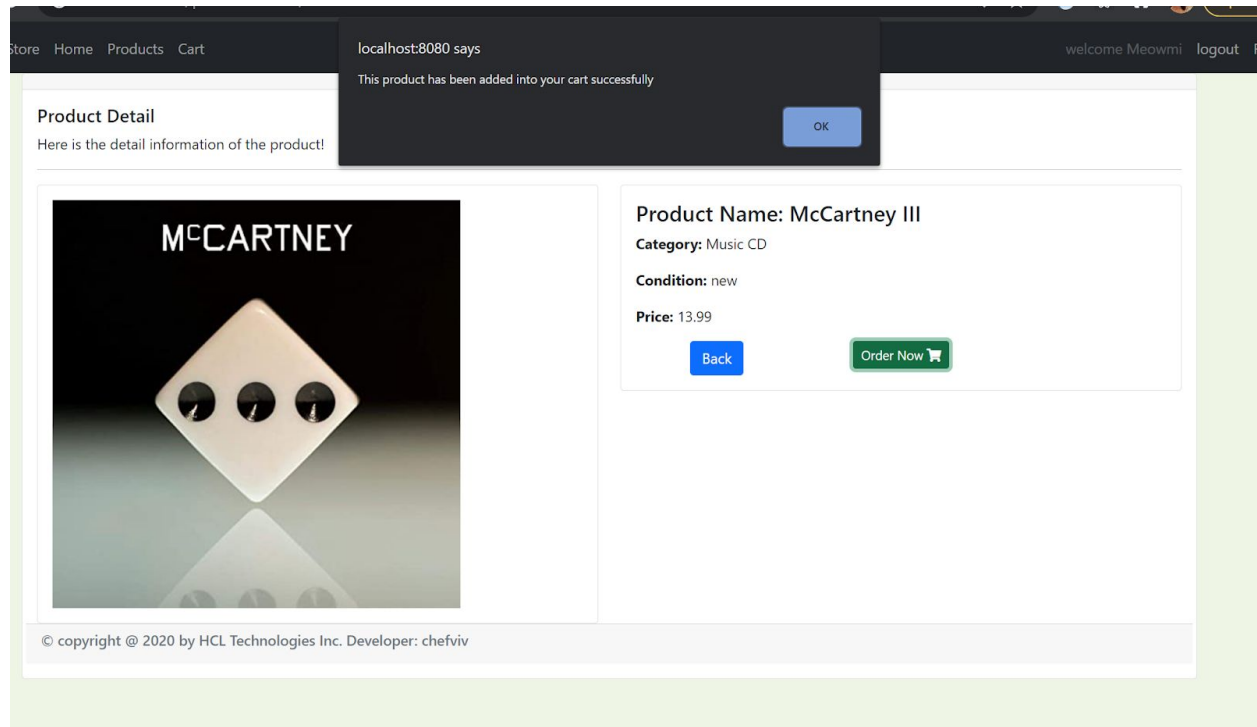 localhost:8080 says
This product has been added into your cart successfully
OK
Home Products Cart
welcome Meowmi logout
Product Detail
Here is the detail information of the product!
MCCARTNEY
Product Name: McCartney III
Category: Music CD
Condition: new
Price: 13.99
Back Order Now
© copyright @ 2020 by HCL Technologies Inc. Developer: chefviv